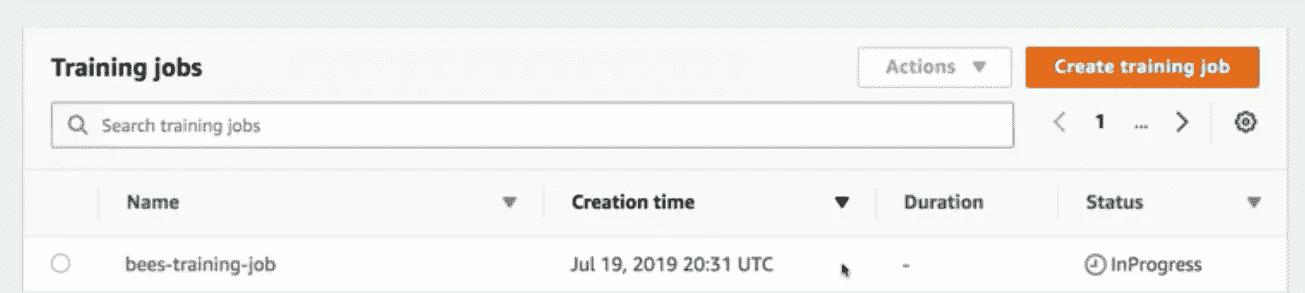 Training jobs
Actions
Create training job
Search training jobs
1 ...
Name Creation time Duration Status
bees-training-job Jul 19, 2019 20:31 UTC - InProgress